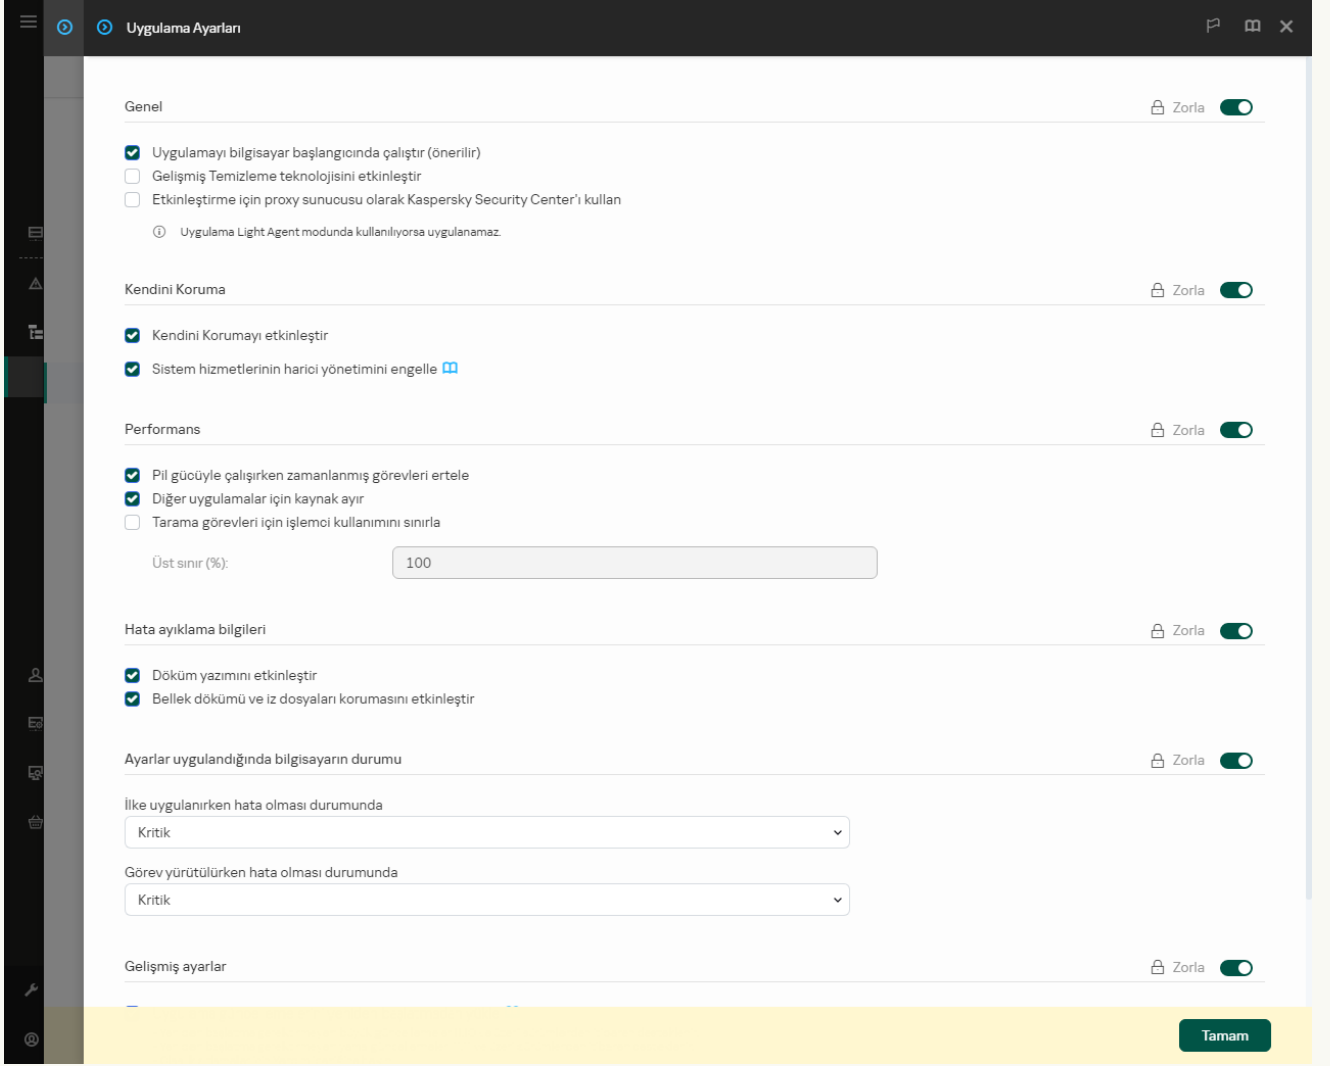 Uygulama Ayarları
Genel
Zorla
Uygulamayı bilgisayar başlangıcında çalıştır (önerilir)
Gelişmiş Temizleme teknolojisini etkinleştir
Etkinleştirme için proxy sunucusu olarak Kaspersky Security Center'ı kullan
Uygulama Light Agent modunda kullanılıyorsa uygulanamaz.
Kendini Koruma
Zorla
Kendini Korumayı etkinleştir
Sistem hizmetlerinin harici yönetimini engelle
Performans
Zorla
Pil gücüyle çalışırken zamanlanmış görevleri ertele
Diğer uygulamalar için kaynak ayır
Tarama görevleri için işlemci kullanımını sınırla
Üst sınır (%):
100
Hata ayıklama bilgileri
Zorla
Döküm yazımını etkinleştir
Bellek dökümü ve iz dosyaları korumasını etkinleştir
Ayarlar uygulandığında bilgisayarın durumu
Zorla
İlke uygulanırken hata olması durumunda
Kritik
Görev yürütülürken hata olması durumunda
Kritik
Gelişmiş ayarlar
Zorla
Tamam